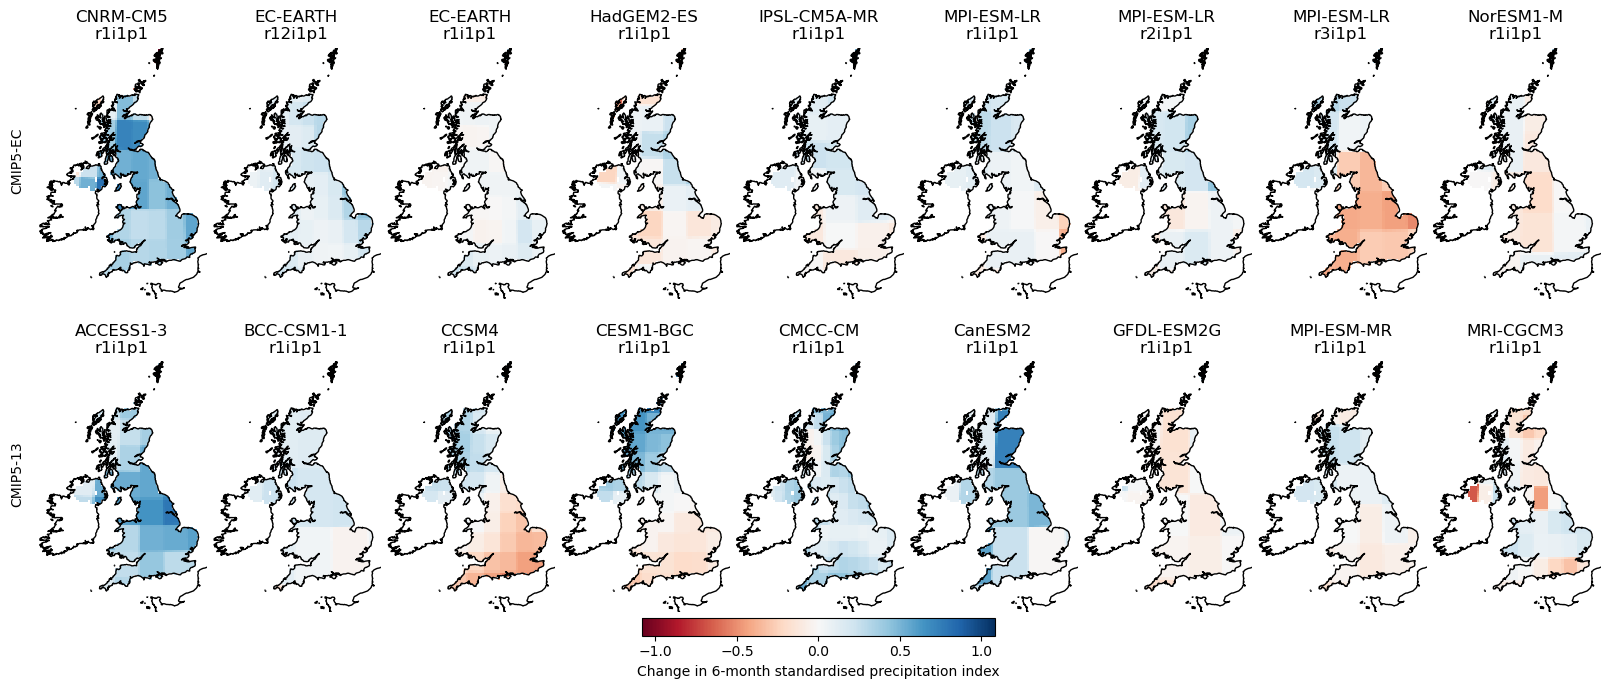 CNRM-CM5 EC-EARTH EC-EARTH HadGEM2-ES IPSL-CM5A-MR MPI-ESM-LR MPI-ESM-LR MPI-ESM-LR NorESM1-M
r1i1p1 r12i1p1 r1i1p1 r1i1p1 r1i1p1 r1i1p1 r2i1p1 r3i1p1 r1i1p1
CMIP5-EC
ACCESS1-3 BCC-CSM1-1 CCSM4 CESM1-BGC CMCC-CM CanESM2 GFDL-ESM2G MPI-ESM-MR MRI-CGCM3
r1i1p1 r1i1p1 r1i1p1 r1i1p1 r1i1p1 r1i1p1 r1i1p1 r1i1p1 r1i1p1
CMIP5-13
−1.0 −0.5 0.0 0.5 1.0
Change in 6-month standardised precipitation index